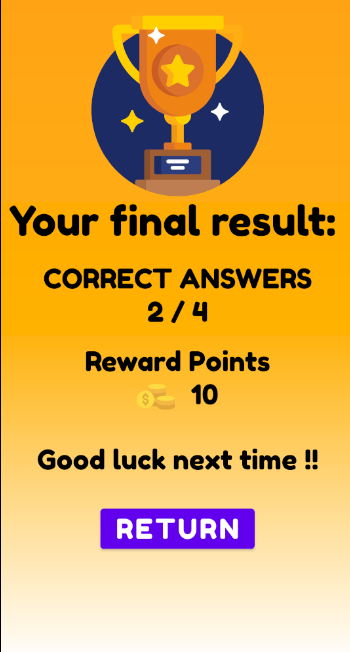 Your final result:
CORRECT ANSWERS
2 / 4
Reward Points
$ 10
Good luck next time !!
RETURN